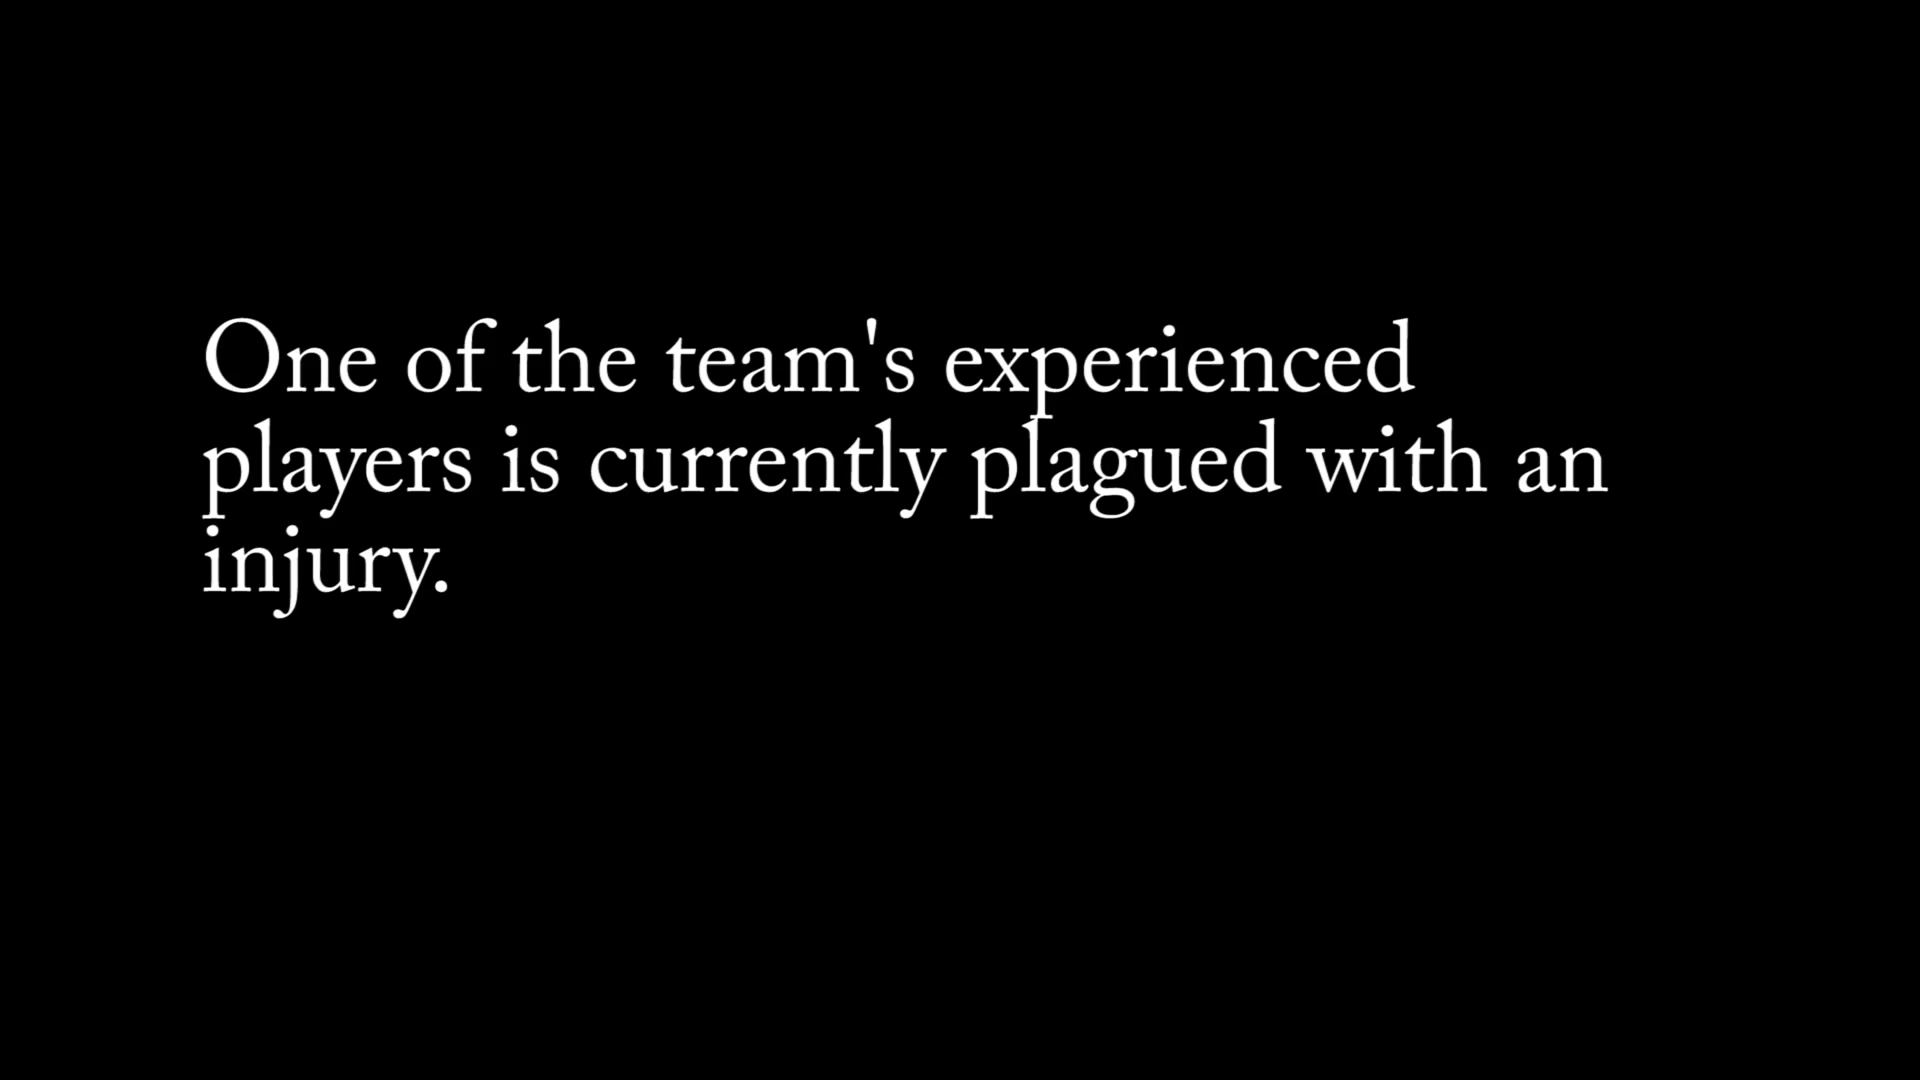 One of the team's experienced
players is currently plagued with an
injury.